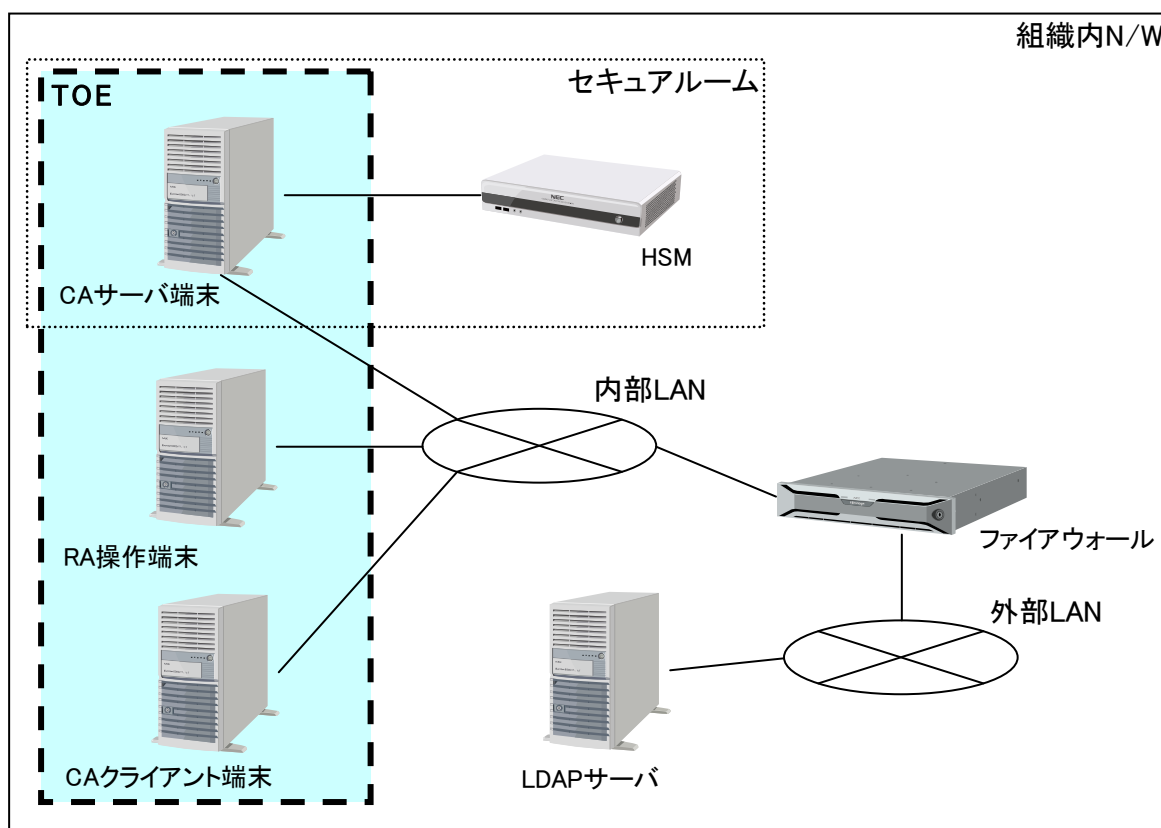 組織内N/W
セキュアルーム
TOE
NEC
HSM
CAサーバ端末
内部LAN
RA操作端末
ファイアウォール
外部LAN
CAクライアント端末
LDAPサーバ